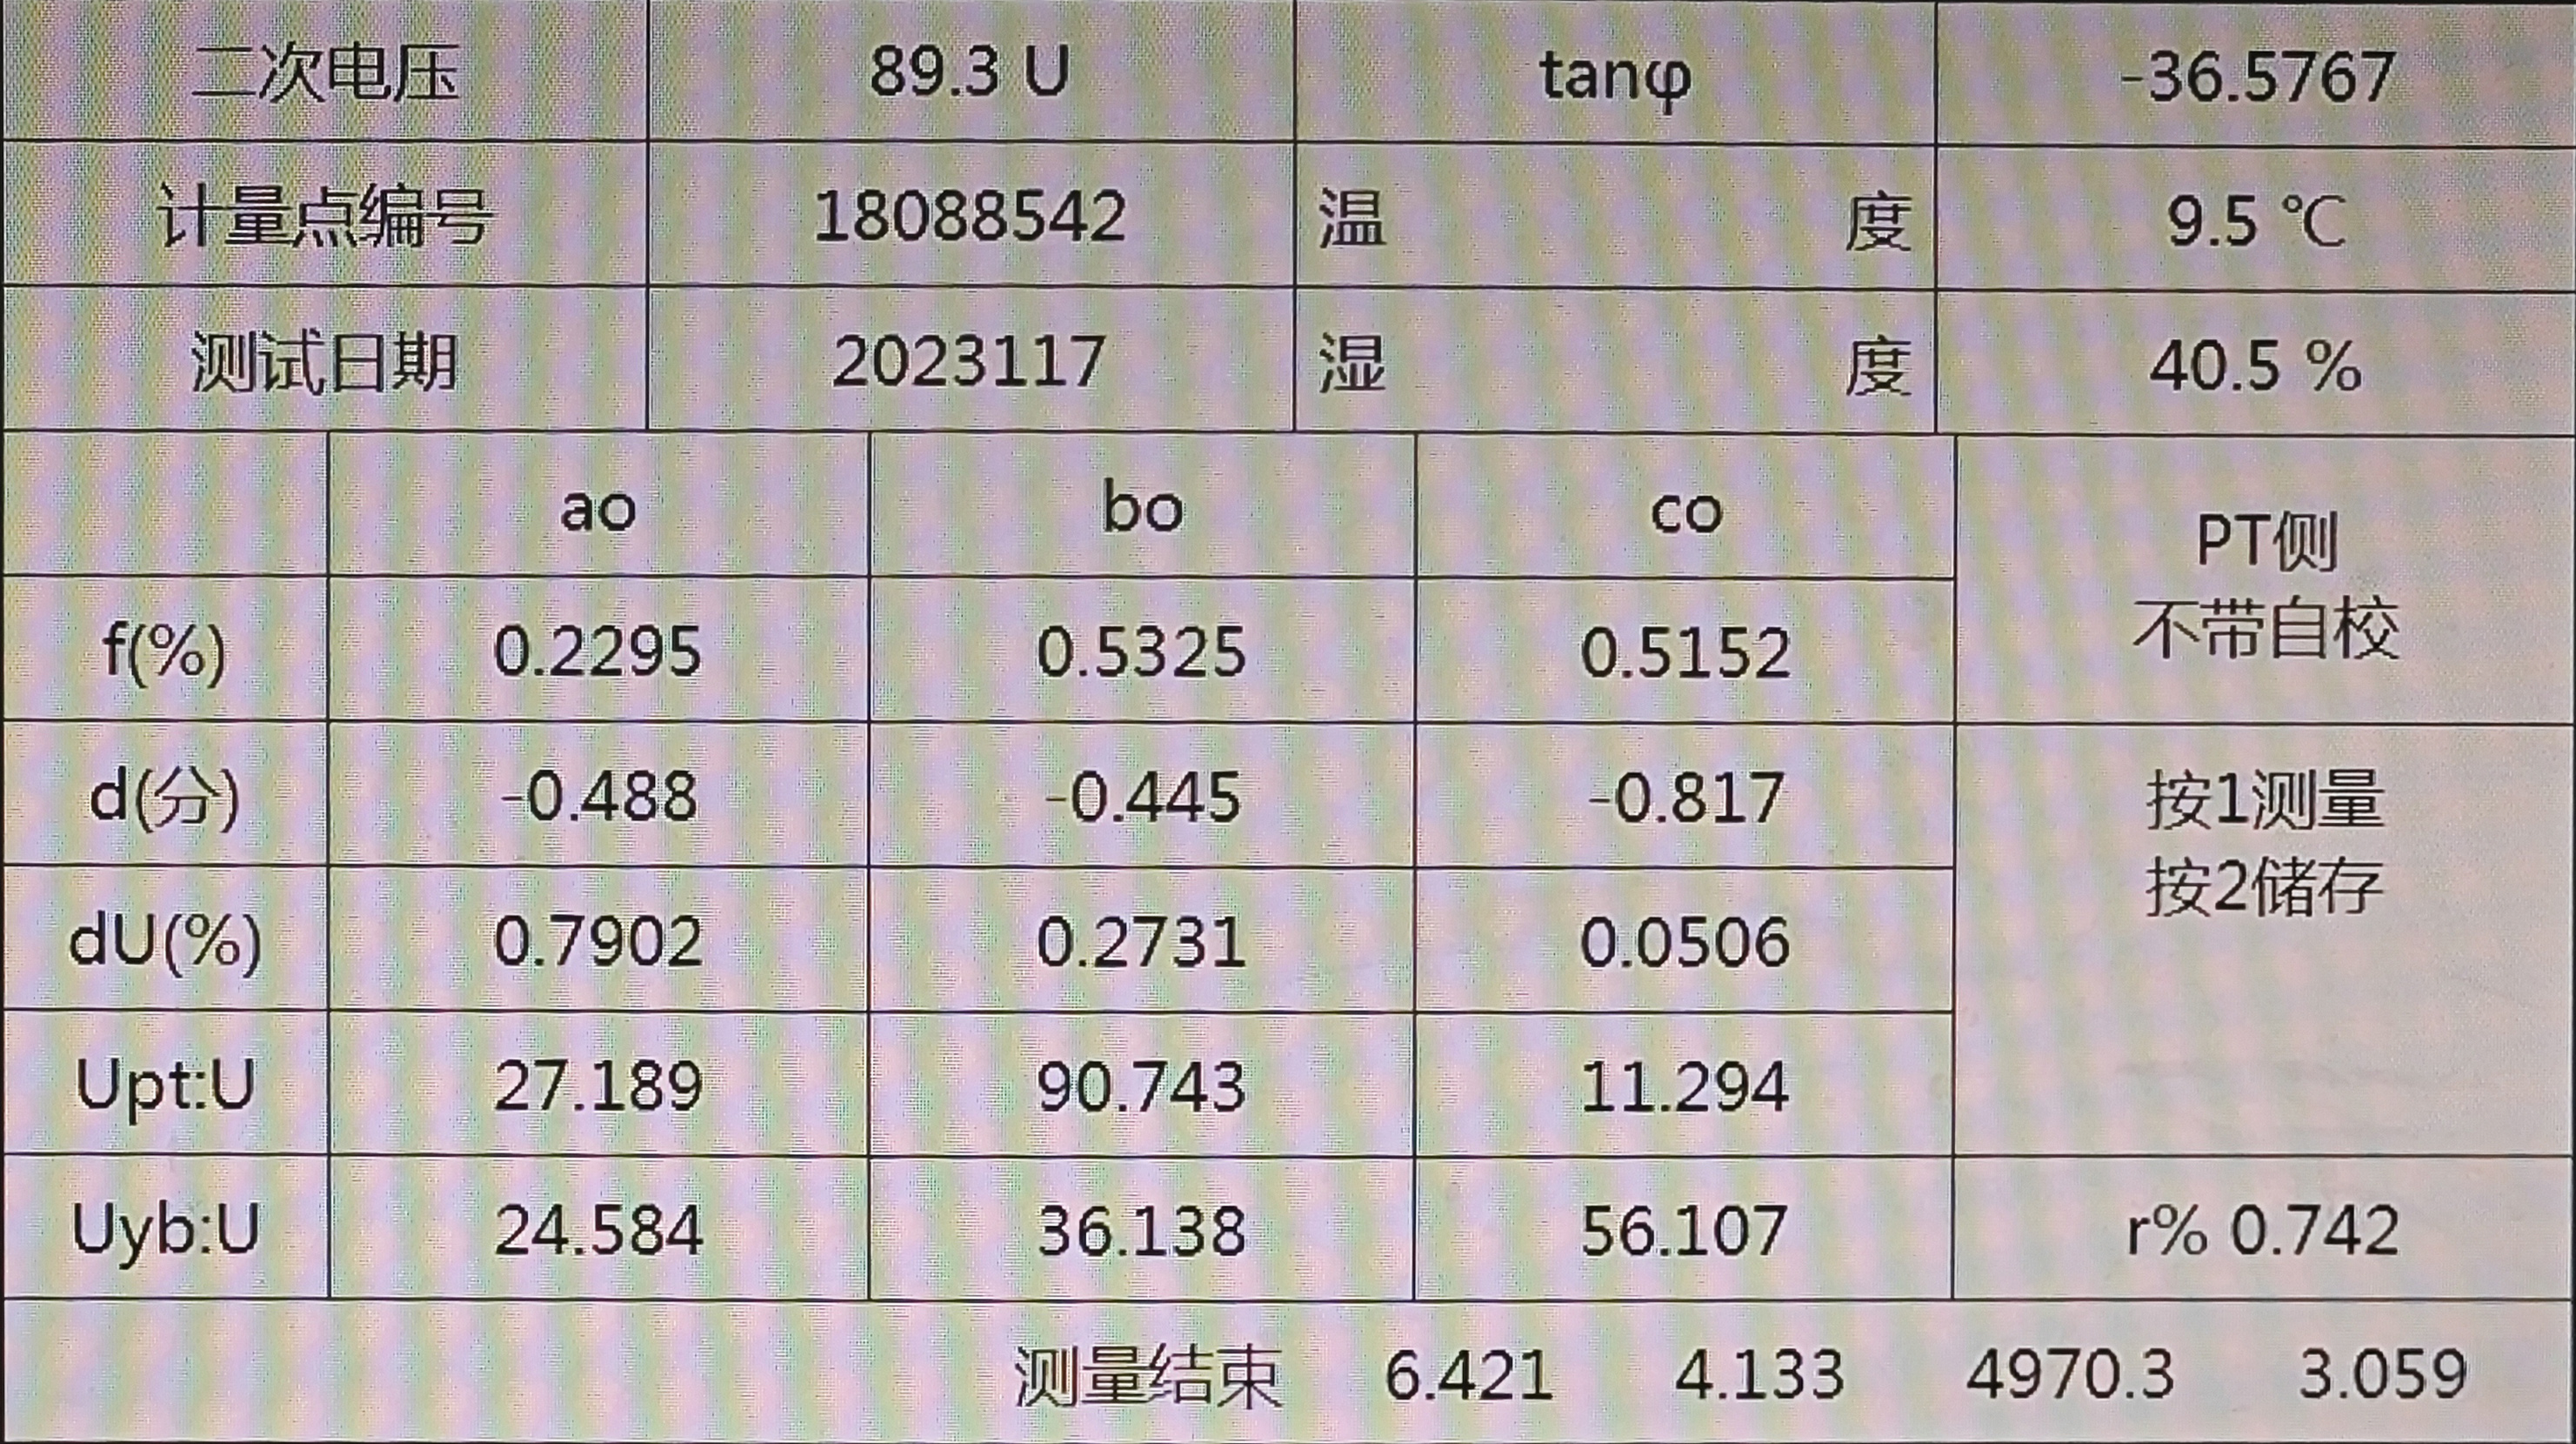 二次电压 89.3 U tanφ -36.5767
计量点编号 18088542 温 度 9.5 ℃
测试日期 2023117 湿 度 40.5 %
ao bo co
PT侧
不带自校
f(%) 0.2295 0.5325 0.5152
d(分) -0.488 -0.445 -0.817
按1测量
按2储存
dU(%) 0.7902 0.2731 0.0506
Upt:U 27.189 90.743 11.294
Uyb:U 24.584 36.138 56.107 r% 0.742
测量结束 6.421 4.133 4970.3 3.059